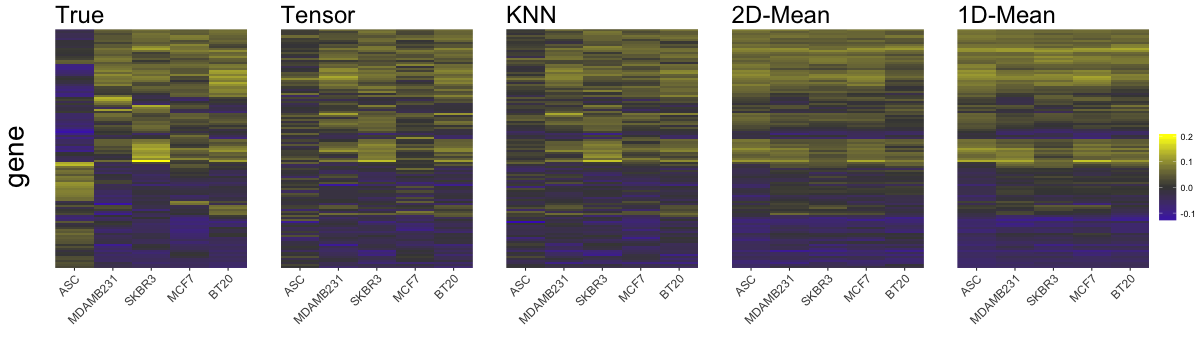 True
Tensor
KNN
2D-Mean
1D-Mean
gene
ASC
MDAMB231
SKBR3
MCF7
BT20
ASC
MDAMB231
SKBR3
MCF7
BT20
ASC
MDAMB231
SKBR3
MCF7
BT20
ASC
MDAMB231
SKBR3
MCF7
BT20
ASC
MDAMB231
SKBR3
MCF7
BT20
0.2
0.1
0.0
-0.1